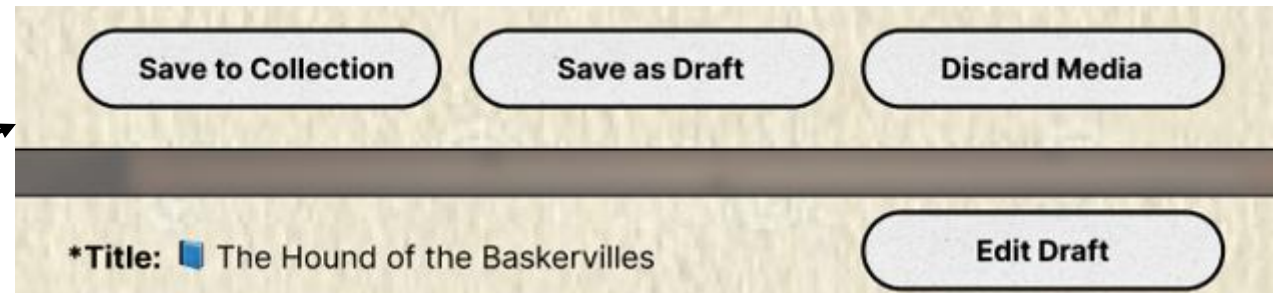 Save to Collection Save as Draft Discard Media
*Title: 📘 The Hound of the Baskervilles Edit Draft